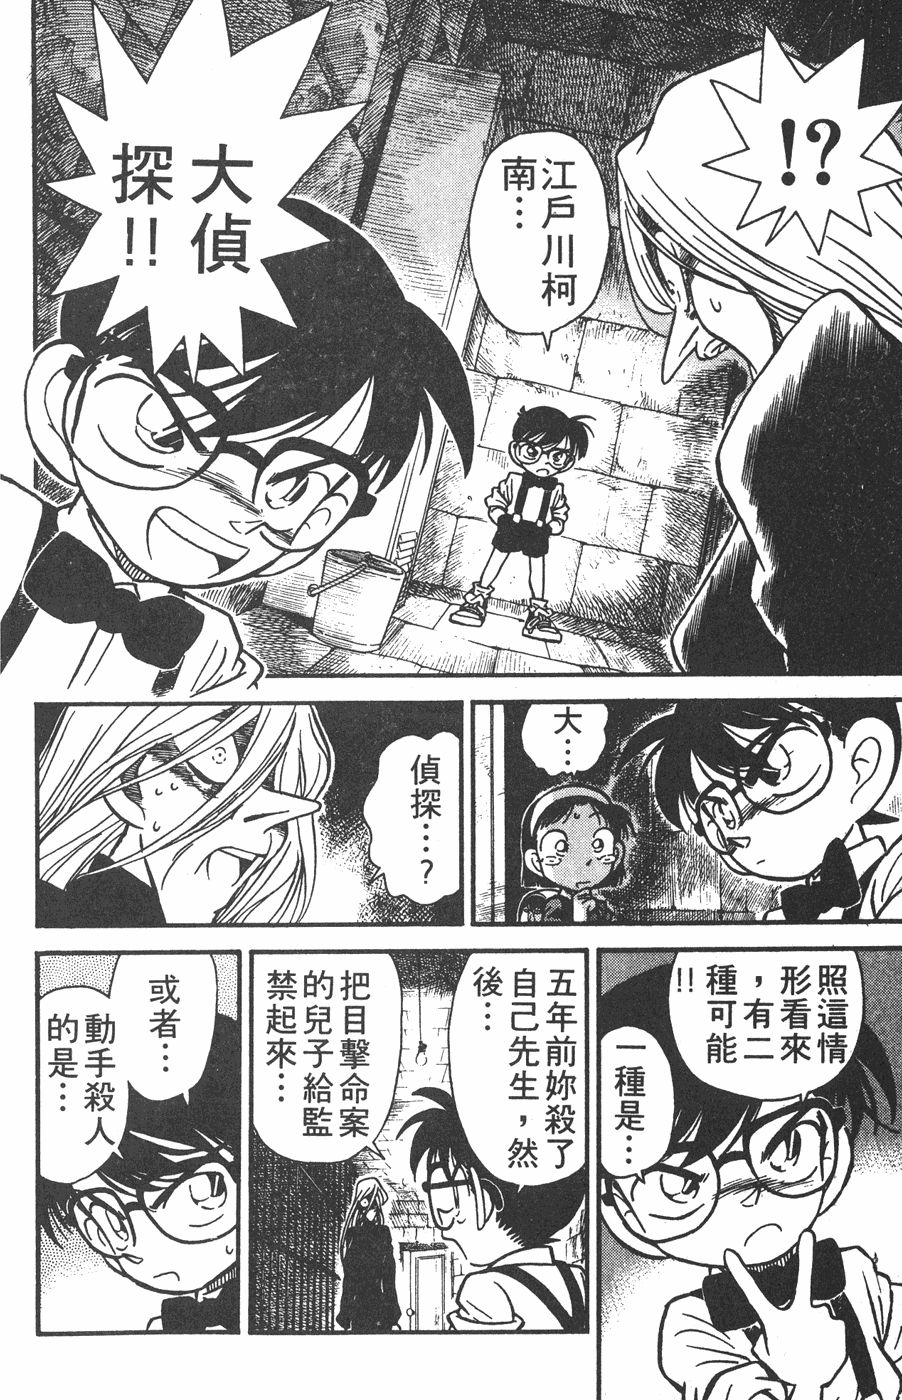 !?
江戶川柯
南…
大偵
探!!
大…
偵探…?
照這情
形看來
，有二
種可能
!!
一種是…
五年前妳殺了
自己先生，然
後…
把目擊命案
的兒子給監
禁起來…
或者…
動手殺人
的是…